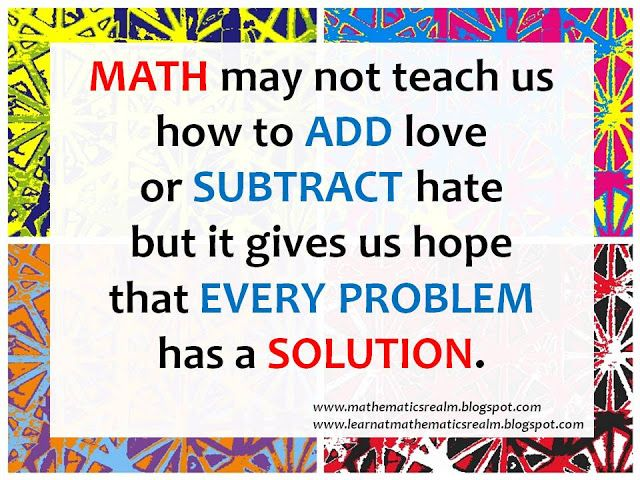 MATH may not teach us
how to ADD love
or SUBTRACT hate
but it gives us hope
that EVERY PROBLEM
has a SOLUTION.
www.mathematicsrealm.blogspot.com
www.learnatmathematicsrealm.blogspot.com